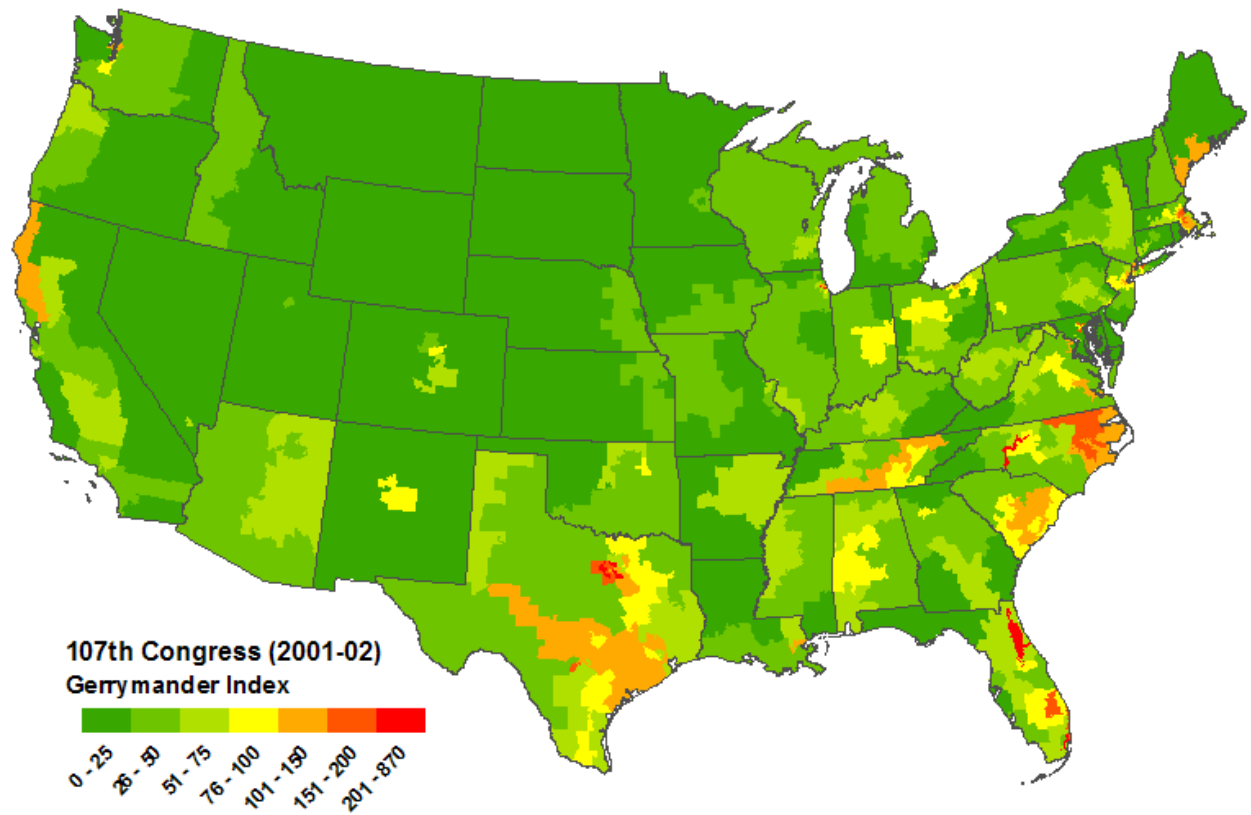 107th Congress (2001-02)
Gerrymander Index
0 - 25
26 - 50
51 - 75
76 - 100
101 - 150
151 - 200
201 - 870